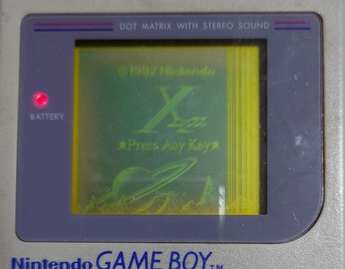 DOT MATRIX WITH STEREO SOUND
©1992 Nintendo
X
★Press Any Key★
BATTERY
Nintendo GAME BOY™